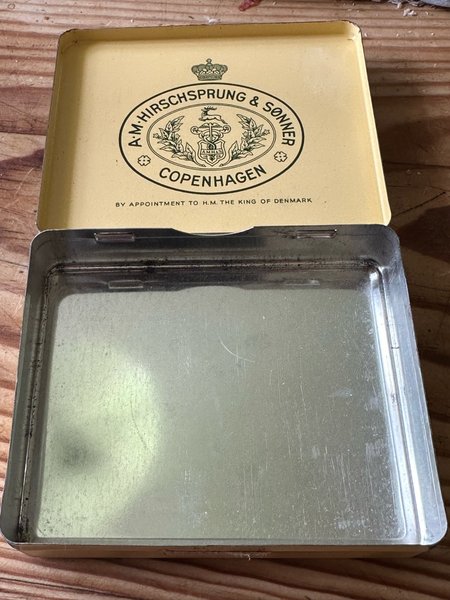 A·M·HIRSCHSPRUNG & SØNNER
COPENHAGEN
BY APPOINTMENT TO H.M. THE KING OF DENMARK